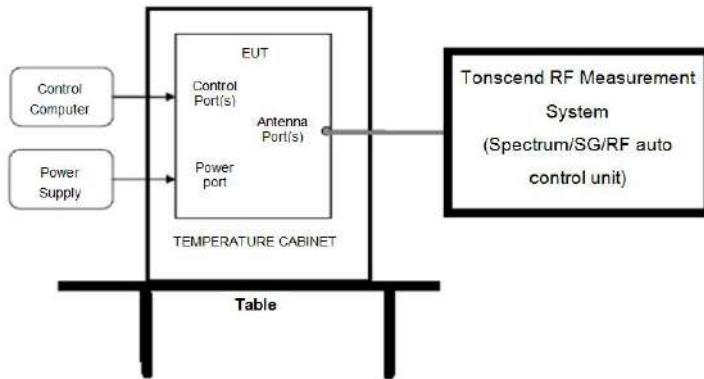 EUT
Control
Computer
Control
Port(s)
Antenna
Port(s)
Power
Supply
Power
port
TEMPERATURE CABINET
Table
Tonscend RF Measurement
System
(Spectrum/SG/RF auto
control unit)